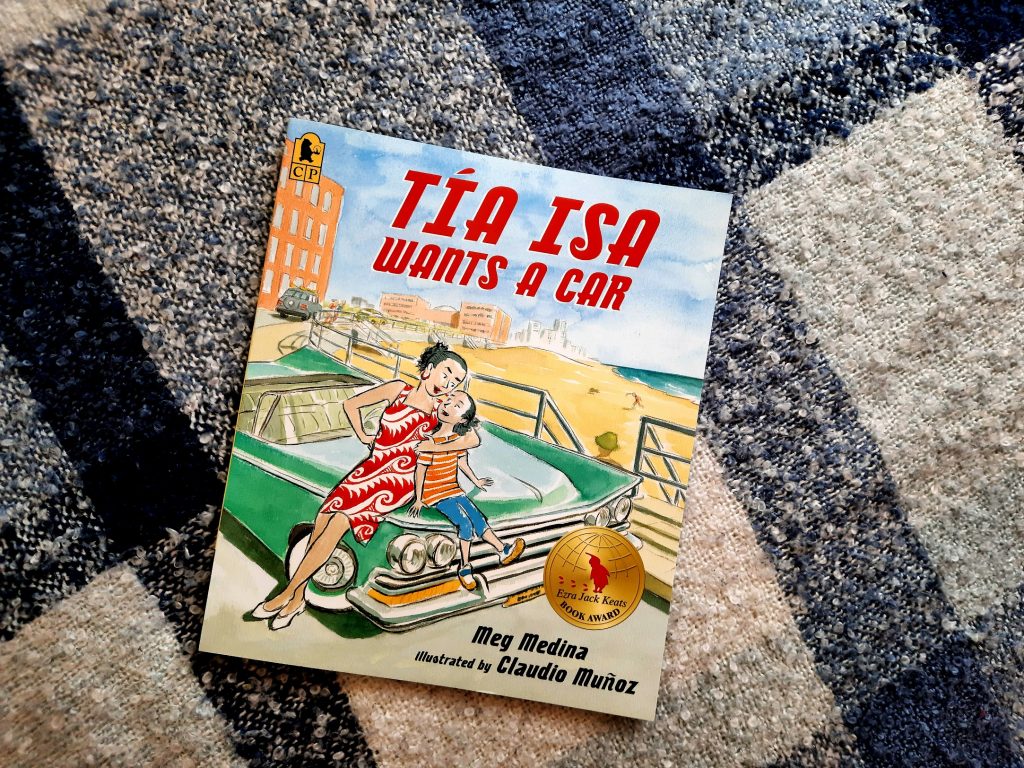 CP
TÍA ISA
WANTS A CAR
Ezra Jack Keats
BOOK AWARD
Meg Medina
illustrated by Claudio Muñoz